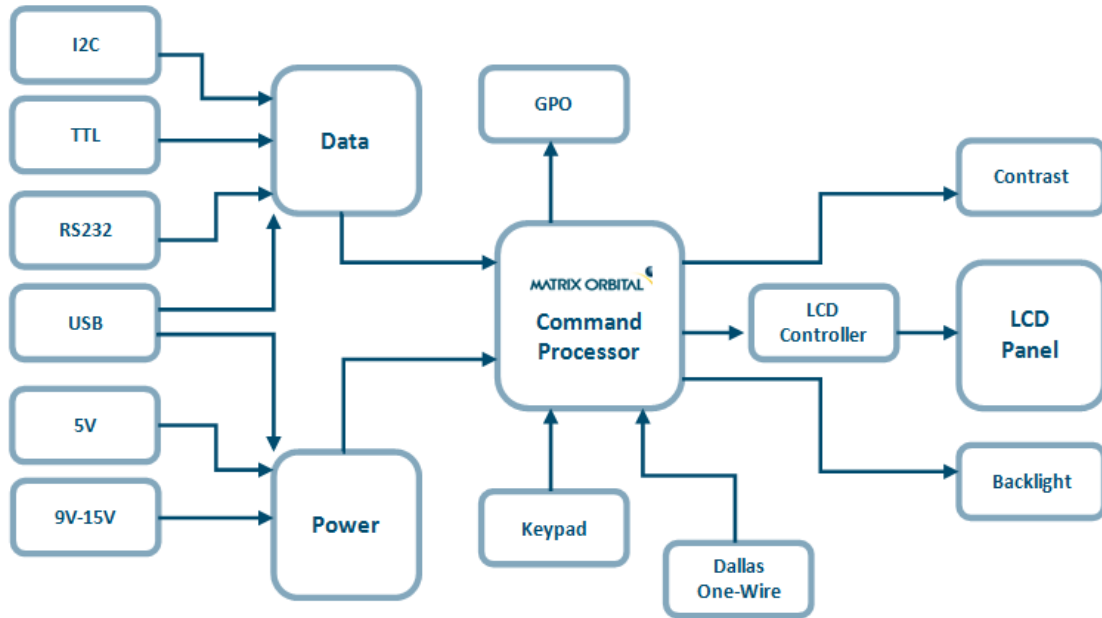 I2C
TTL
RS232
USB
5V
9V-15V
Data
Power
GPO
MATRIX ORBITAL
Command
Processor
Keypad
Dallas
One-Wire
Contrast
LCD
Controller
LCD
Panel
Backlight